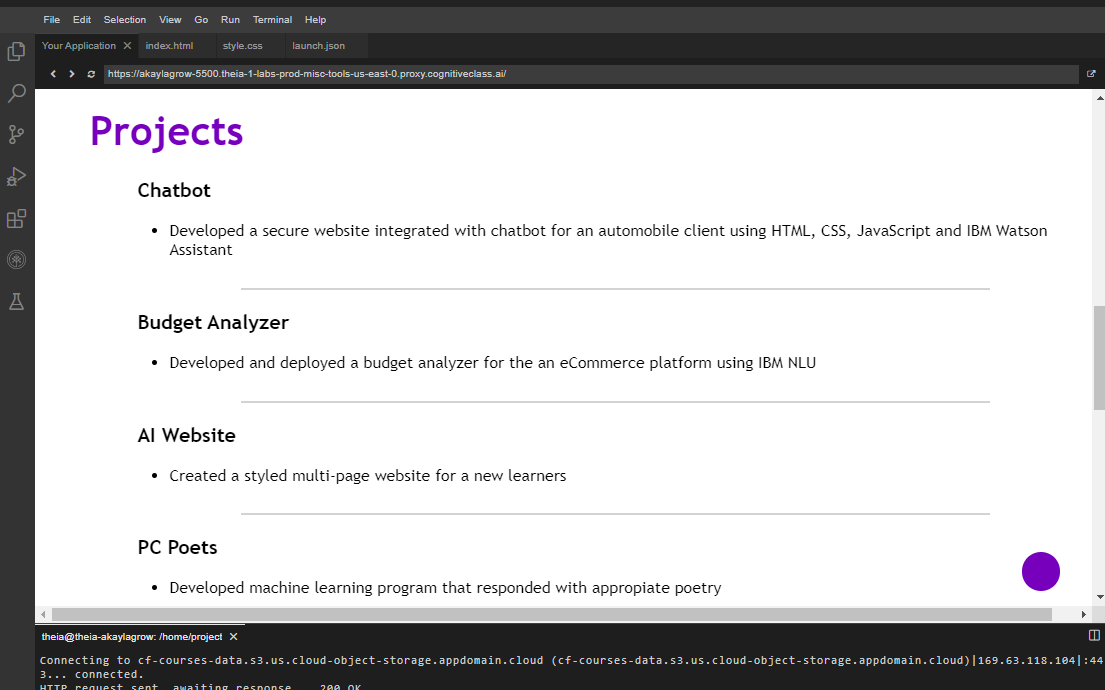 File Edit Selection View Go Run Terminal Help
Your Application index.html style.css launch.json
https://akaylagrow-5500.theia-1-labs-prod-misc-tools-us-east-0.proxy.cognitiveclass.ai/
Projects
Chatbot
• Developed a secure website integrated with chatbot for an automobile client using HTML, CSS, JavaScript and IBM Watson
Assistant
Budget Analyzer
• Developed and deployed a budget analyzer for the an eCommerce platform using IBM NLU
AI Website
• Created a styled multi-page website for a new learners
PC Poets
• Developed machine learning program that responded with appropiate poetry
theia@theia-akaylagrow: /home/project
Connecting to cf-courses-data.s3.us.cloud-object-storage.appdomain.cloud (cf-courses-data.s3.us.cloud-object-storage.appdomain.cloud)|169.63.118.104|:44
3... connected.
HTTP request sent, awaiting response... 200 OK